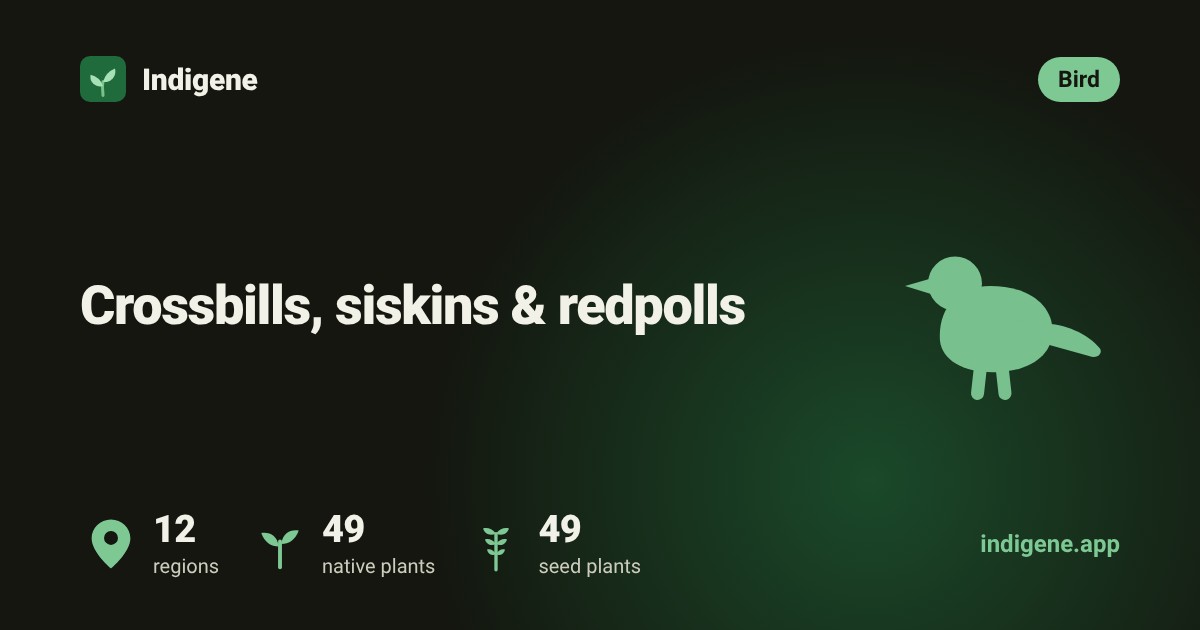 Indigene
Bird
Crossbills, siskins & redpolls
12
regions
49
native plants
49
seed plants
indigene.app